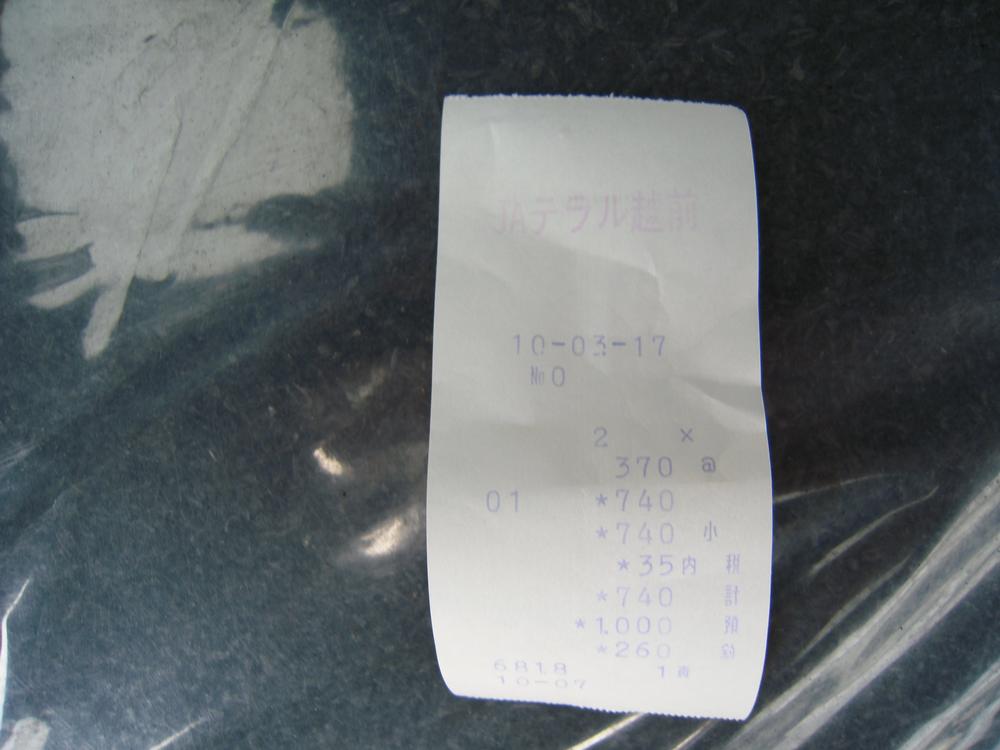 JAテラル越前
10-03-17
№0
2 ×
370 @
01 *740
*740 小
*35内 税
*740 計
*1,000 預
*260 釣
6818 1
10-07